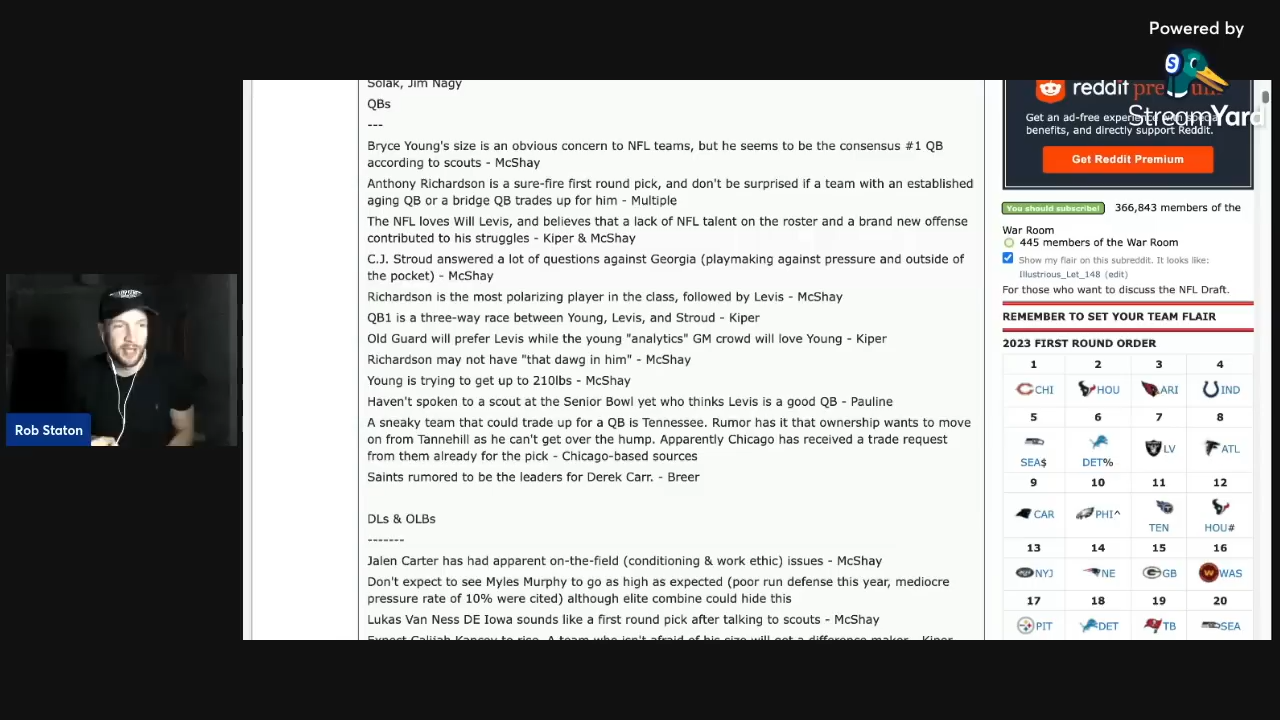 Powered by
StreamYard
Solak, Jim Nagy
QBs
---
Bryce Young's size is an obvious concern to NFL teams, but he seems to be the consensus #1 QB
according to scouts - McShay
Anthony Richardson is a sure-fire first round pick, and don't be surprised if a team with an established
aging QB or a bridge QB trades up for him - Multiple
The NFL loves Will Levis, and believes that a lack of NFL talent on the roster and a brand new offense
contributed to his struggles - Kiper & McShay
C.J. Stroud answered a lot of questions against Georgia (playmaking against pressure and outside of
the pocket) - McShay
Richardson is the most polarizing player in the class, followed by Levis - McShay
QB1 is a three-way race between Young, Levis, and Stroud - Kiper
Old Guard will prefer Levis while the young "analytics" GM crowd will love Young - Kiper
Richardson may not have "that dawg in him" - McShay
Young is trying to get up to 210lbs - McShay
Haven't spoken to a scout at the Senior Bowl yet who thinks Levis is a good QB - Pauline
A sneaky team that could trade up for a QB is Tennessee. Rumor has it that ownership wants to move
on from Tannehill as he can't get over the hump. Apparently Chicago has received a trade request
from them already for the pick - Chicago-based sources
Saints rumored to be the leaders for Derek Carr. - Breer
DLs & OLBs
-------
Jalen Carter has had apparent on-the-field (conditioning & work ethic) issues - McShay
Don't expect to see Myles Murphy to go as high as expected (poor run defense this year, mediocre
pressure rate of 10% were cited) although elite combine could hide this
Lukas Van Ness DE Iowa sounds like a first round pick after talking to scouts - McShay
Expect Calijah Kancey to rise. A team who isn't afraid of his size will get a difference maker - Kiper
reddit premium
Get an ad-free experience with special
benefits, and directly support Reddit.
Get Reddit Premium
You should subscribe! 366,843 members of the
War Room
445 members of the War Room
Show my flair on this subreddit. It looks like:
Illustrious_Let_148 (edit)
For those who want to discuss the NFL Draft.
REMEMBER TO SET YOUR TEAM FLAIR
2023 FIRST ROUND ORDER
1 2 3 4
CHI HOU ARI IND
5 6 7 8
SEA$ DET% LV ATL
9 10 11 12
CAR PHI^ TEN HOU#
13 14 15 16
NYJ NE GB WAS
17 18 19 20
PIT DET TB SEA
Rob Staton